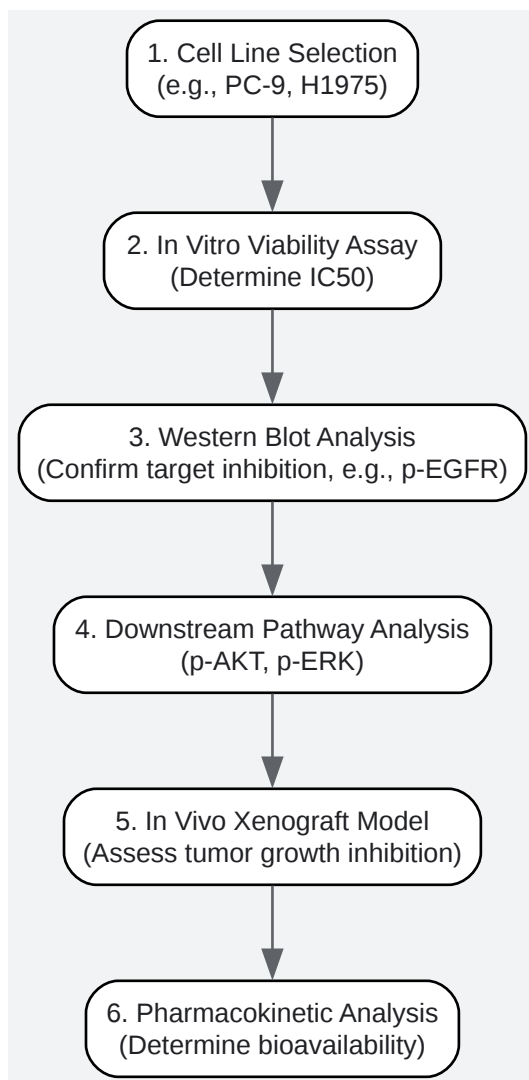 1. Cell Line Selection
(e.g., PC-9, H1975)
2. In Vitro Viability Assay
(Determine IC50)
3. Western Blot Analysis
(Confirm target inhibition, e.g., p-EGFR)
4. Downstream Pathway Analysis
(p-AKT, p-ERK)
5. In Vivo Xenograft Model
(Assess tumor growth inhibition)
6. Pharmacokinetic Analysis
(Determine bioavailability)